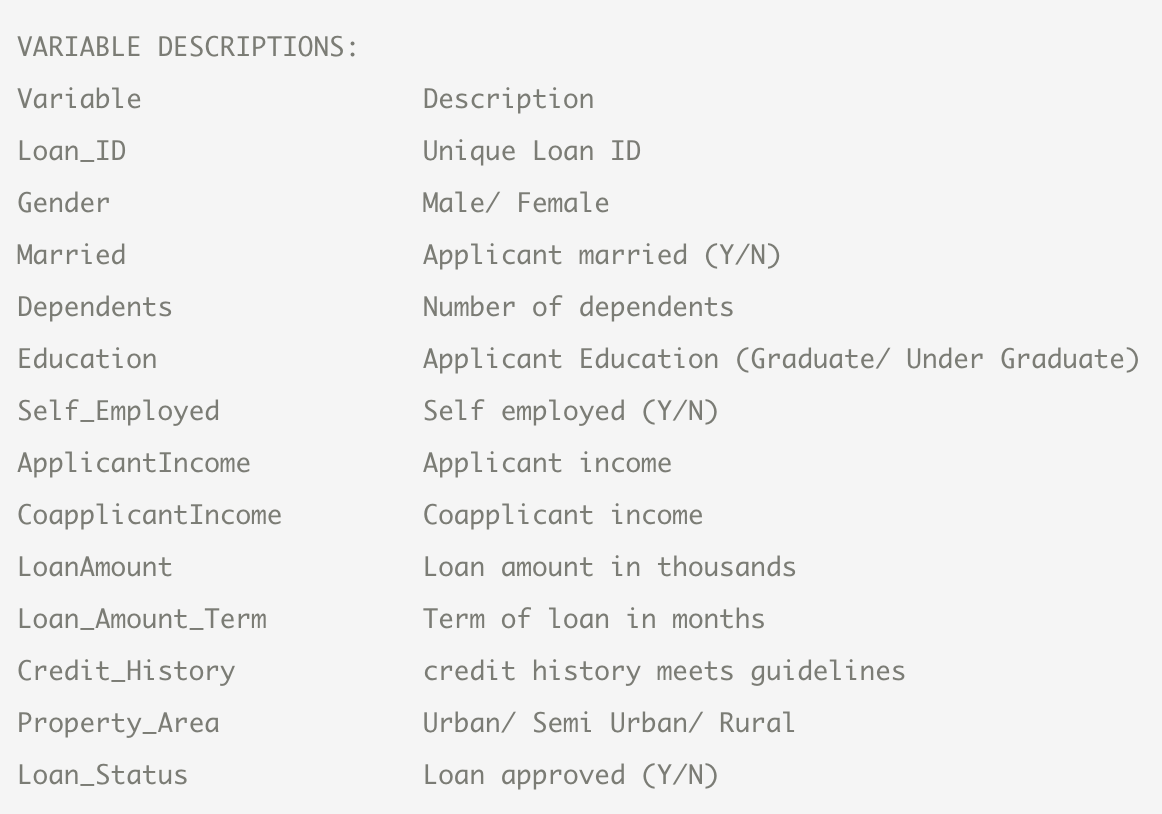 VARIABLE DESCRIPTIONS:
Variable Description
Loan_ID Unique Loan ID
Gender Male/ Female
Married Applicant married (Y/N)
Dependents Number of dependents
Education Applicant Education (Graduate/ Under Graduate)
Self_Employed Self employed (Y/N)
ApplicantIncome Applicant income
CoapplicantIncome Coapplicant income
LoanAmount Loan amount in thousands
Loan_Amount_Term Term of loan in months
Credit_History credit history meets guidelines
Property_Area Urban/ Semi Urban/ Rural
Loan_Status Loan approved (Y/N)